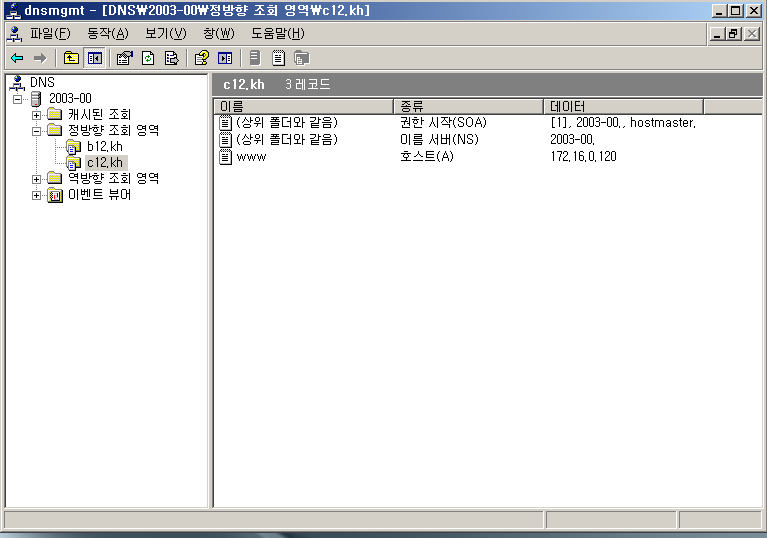 dnsmgmt - [DNS₩2003-00₩정방향 조회 영역₩c12.kh]
파일(F) 동작(A) 보기(V) 창(W) 도움말(H)
DNS
2003-00
캐시된 조회
정방향 조회 영역
b12.kh
c12.kh
역방향 조회 영역
이벤트 뷰어
c12.kh 3 레코드
이름 종류 데이터
(상위 폴더와 같음) 권한 시작(SOA) [1], 2003-00., hostmaster.
(상위 폴더와 같음) 이름 서버(NS) 2003-00.
www 호스트(A) 172.16.0.120